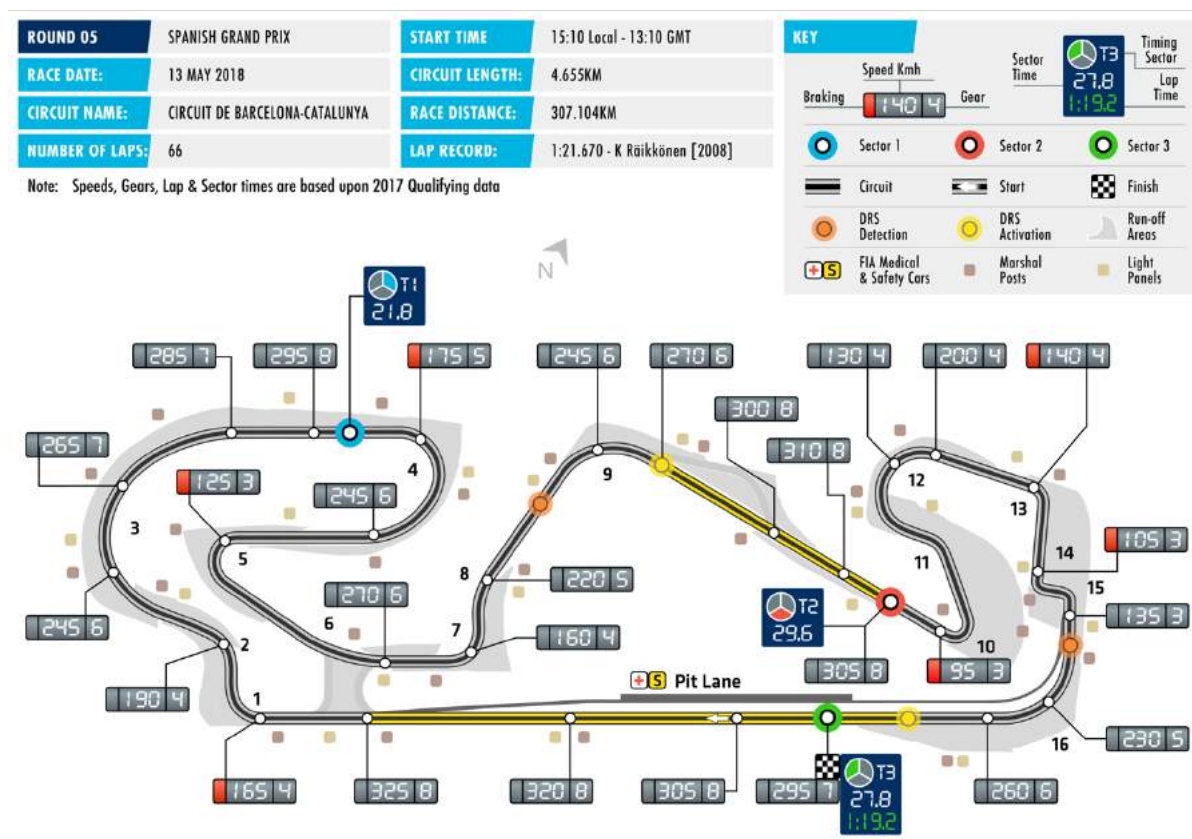 ROUND 05 SPANISH GRAND PRIX START TIME 15:10 Local - 13:10 GMT
RACE DATE: 13 MAY 2018 CIRCUIT LENGTH: 4.655KM
CIRCUIT NAME: CIRCUIT DE BARCELONA-CATALUNYA RACE DISTANCE: 307.104KM
NUMBER OF LAPS: 66 LAP RECORD: 1:21.670 - K Räikkönen [2008]
Note: Speeds, Gears, Lap & Sector times are based upon 2017 Qualifying data
KEY
Speed Kmh
Braking 140 4 Gear
Sector Time
T3
27.8
1:19.2
Timing Sector
Lap Time
Sector 1 Sector 2 Sector 3
Circuit Start Finish
DRS Detection DRS Activation Run-off Areas
S FIA Medical & Safety Cars Marshal Posts Light Panels
N
T1
21.8
285 7 295 8 175 5 245 6 270 6 130 4 200 4 140 4
300 8
265 7 310 8
4 9 12
125 3 245 6 13
3 105 3
5 11 14
8 220 5 15
270 6 T2
29.6
135 3
245 6 6 7 160 4 10
2 305 8 95 3
190 4 S Pit Lane
1 16 230 5
165 4 325 8 320 8 305 8 295 7 T3
27.8
1:19.2
260 6